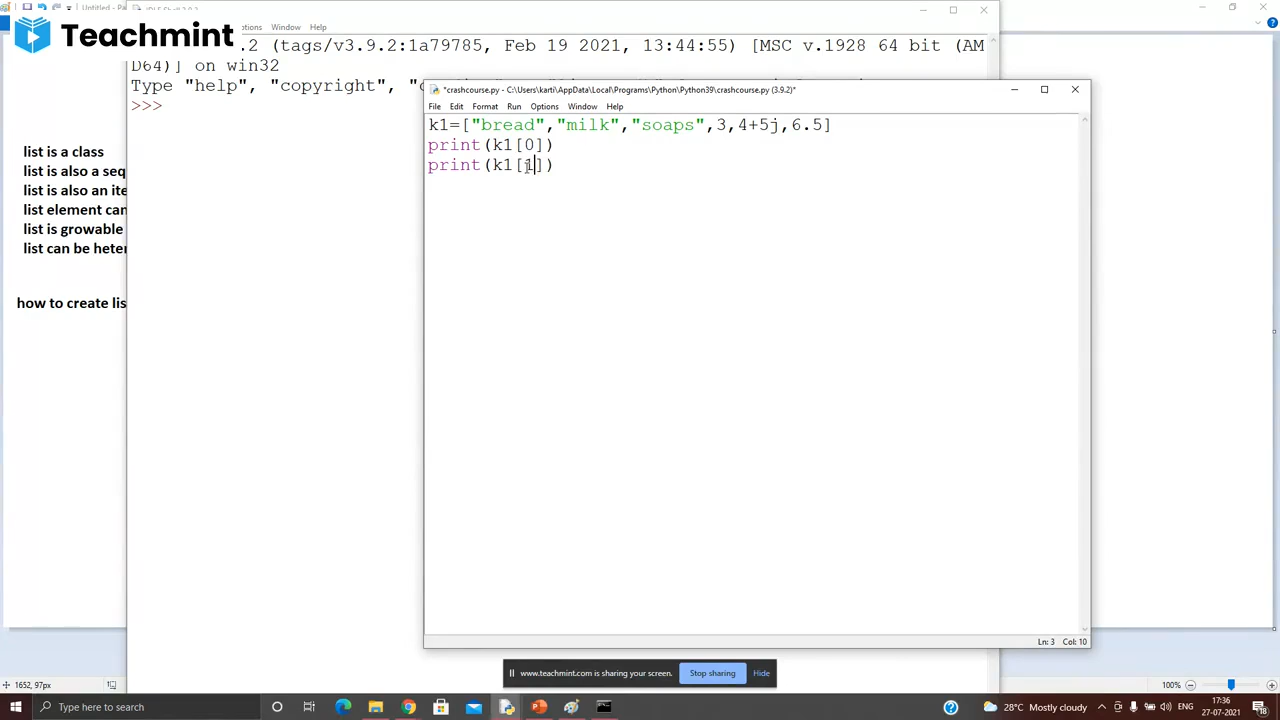 Untitled - P
Teachmint
otions Window Help
.2 (tags/v3.9.2:1a79785, Feb 19 2021, 13:44:55) [MSC v.1928 64 bit (AM
D64)] on win32
Type "help", "copyright", "c
>>>
*crashcourse.py - C:\Users\karti\AppData\Local\Programs\Python\Python39\crashcourse.py (3.9.2)*
File Edit Format Run Options Window Help
k1=["bread","milk","soaps",3,4+5j,6.5]
print(k1[0])
print(k1[1])
list is a class
list is also a seq
list is also an ite
list element can
list is growable
list can be heter
how to create lis
Ln: 3 Col: 10
www.teachmint.com is sharing your screen. Stop sharing Hide
1652, 97px
100%
Type here to search
28°C Mostly cloudy
ENG
17:36
27-07-2021
18